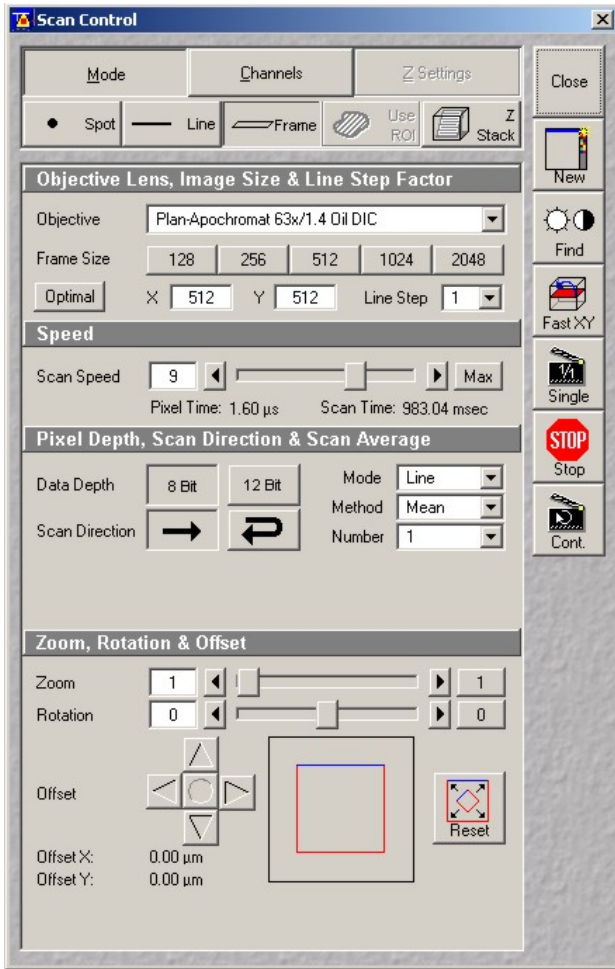 Scan Control
Mode Channels Z Settings
Close
Spot Line Frame Use ROI Z Stack
New
Objective Lens, Image Size & Line Step Factor
Objective Plan-Apochromat 63x/1.4 Oil DIC
Find
Frame Size 128 256 512 1024 2048
Optimal X 512 Y 512 Line Step 1
Fast XY
Speed
Scan Speed 9 Max
1/1
Single
Pixel Time: 1.60 µs Scan Time: 983.04 msec
Pixel Depth, Scan Direction & Scan Average
STOP
Stop
Data Depth 8 Bit 12 Bit Mode Line
Method Mean
Scan Direction Number 1
Cont.
Zoom, Rotation & Offset
Zoom 1 1
Rotation 0 0
Offset
Reset
Offset X: 0.00 µm
Offset Y: 0.00 µm